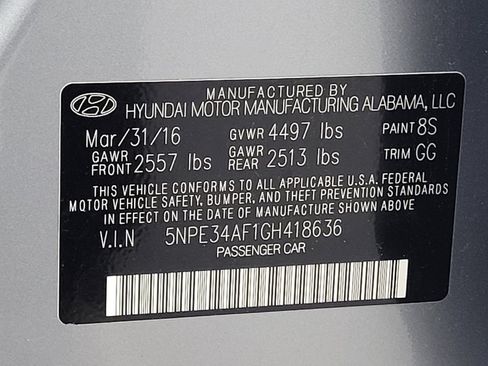 MANUFACTURED BY
HYUNDAI MOTOR MANUFACTURING ALABAMA, LLC
Mar/31/16 GVWR 4497 lbs PAINT 8S
GAWR FRONT 2557 lbs GAWR REAR 2513 lbs TRIM GG
THIS VEHICLE CONFORMS TO ALL APPLICABLE U.S.A. FEDERAL
MOTOR VEHICLE SAFETY, BUMPER, AND THEFT PREVENTION STANDARDS
IN EFFECT ON THE DATE OF MANUFACTURE SHOWN ABOVE.
V.I.N 5NPE34AF1GH418636
PASSENGER CAR